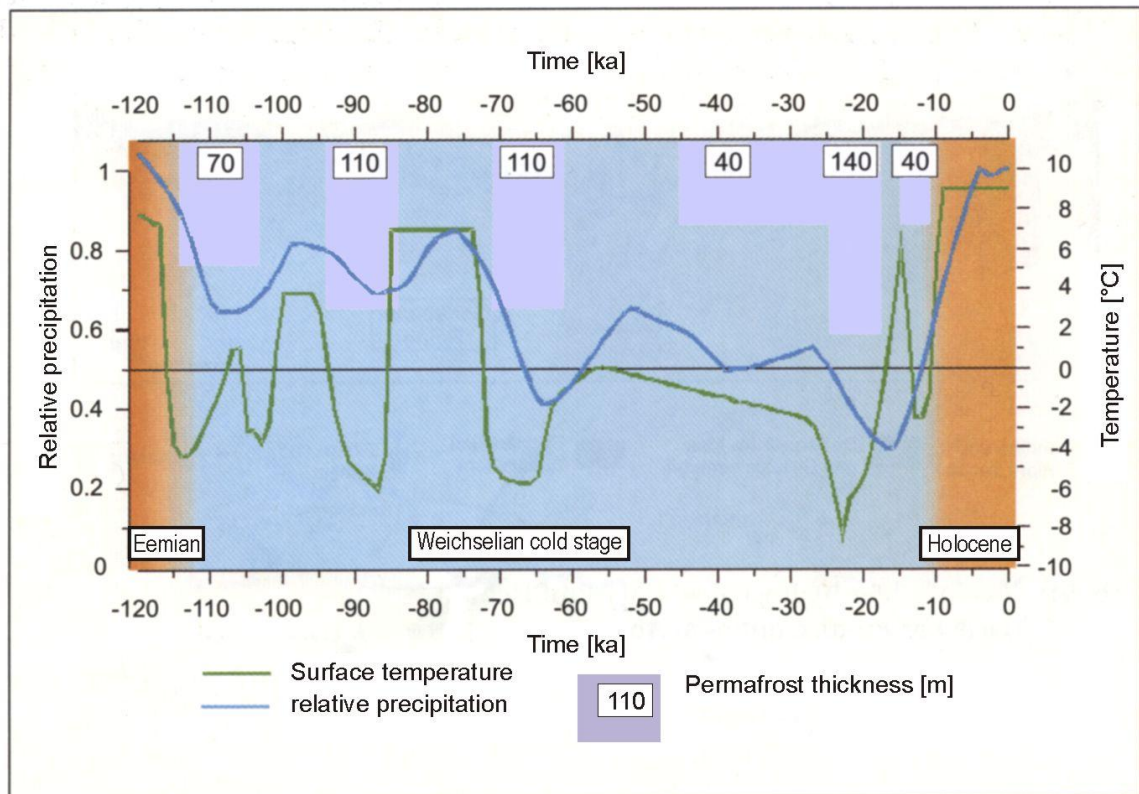 Time [ka]
-120 -110 -100 -90 -80 -70 -60 -50 -40 -30 -20 -10 0
70 110 110 40 140 40
1 10
8
0.8 6
4
0.6 2
0
0.4 -2
-4
0.2 -6
-8
0 -10
Relative precipitation
Temperature [°C]
Eemian Weichselian cold stage Holocene
-120 -110 -100 -90 -80 -70 -60 -50 -40 -30 -20 -10 0
Time [ka]
Surface temperature
relative precipitation
110
Permafrost thickness [m]